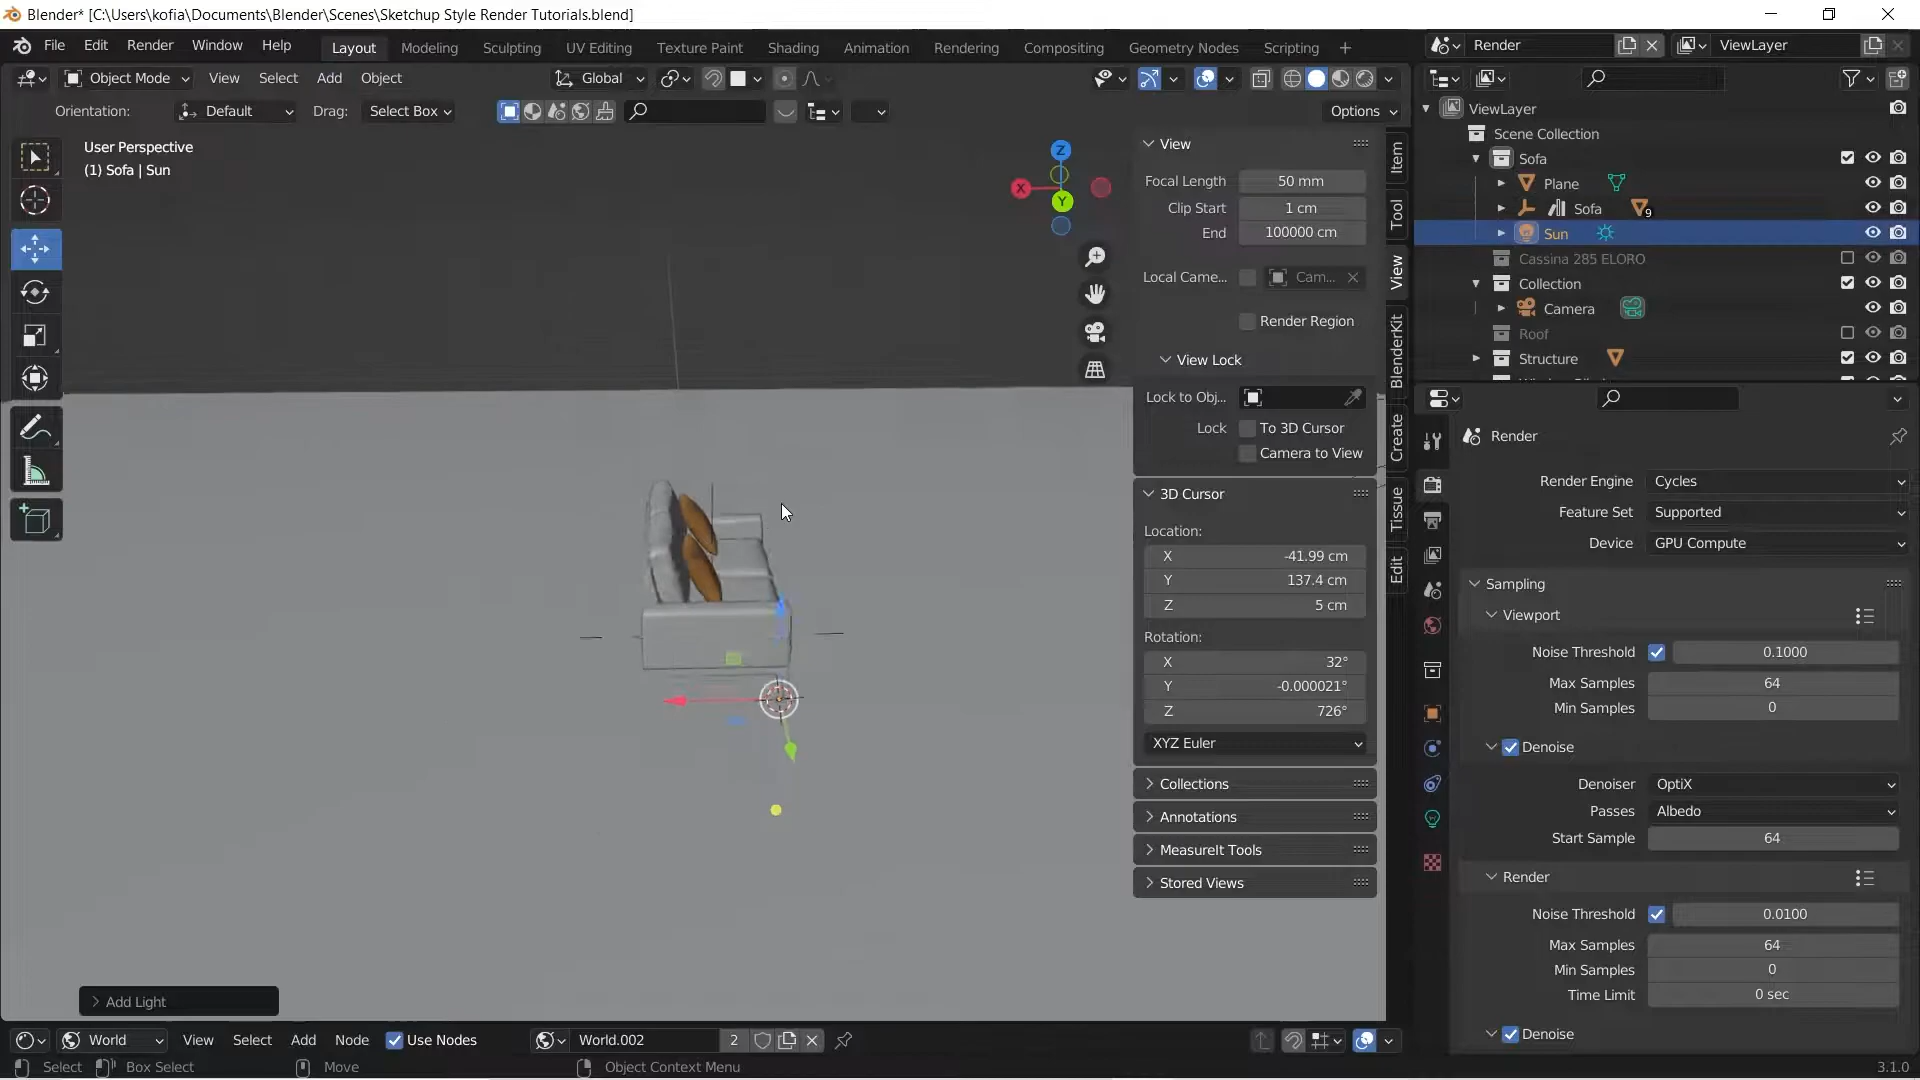 Blender* [C:\Users\kofia\Documents\Blender\Scenes\Sketchup Style Render Tutorials.blend]
File Edit Render Window Help Layout Modeling Sculpting UV Editing Texture Paint Shading Animation Rendering Compositing Geometry Nodes Scripting + Render ViewLayer
Object Mode View Select Add Object Global
Orientation: Default Drag: Select Box Options
User Perspective
(1) Sofa | Sun
Z
X
Y
View
Focal Length 50 mm
Clip Start 1 cm
End 100000 cm
Local Came... Cam...
Render Region
View Lock
Lock to Obj...
Lock To 3D Cursor
Camera to View
3D Cursor
Location:
X -41.99 cm
Y 137.4 cm
Z 5 cm
Rotation:
X 32°
Y -0.000021°
Z 726°
XYZ Euler
Collections
Annotations
MeasureIt Tools
Stored Views
Item
Tool
View
BlenderKit
Create
Tissue
Edit
ViewLayer
Scene Collection
Sofa
Plane
Sofa 9
Sun
Cassina 285 ELORO
Collection
Camera
Roof
Structure
Render
Render Engine Cycles
Feature Set Supported
Device GPU Compute
Sampling
Viewport
Noise Threshold 0.1000
Max Samples 64
Min Samples 0
Denoise
Denoiser OptiX
Passes Albedo
Start Sample 64
Render
Noise Threshold 0.0100
Max Samples 64
Min Samples 0
Time Limit 0 sec
Denoise
Add Light
World View Select Add Node Use Nodes World.002 2
Select Box Select Move Object Context Menu 3.1.0